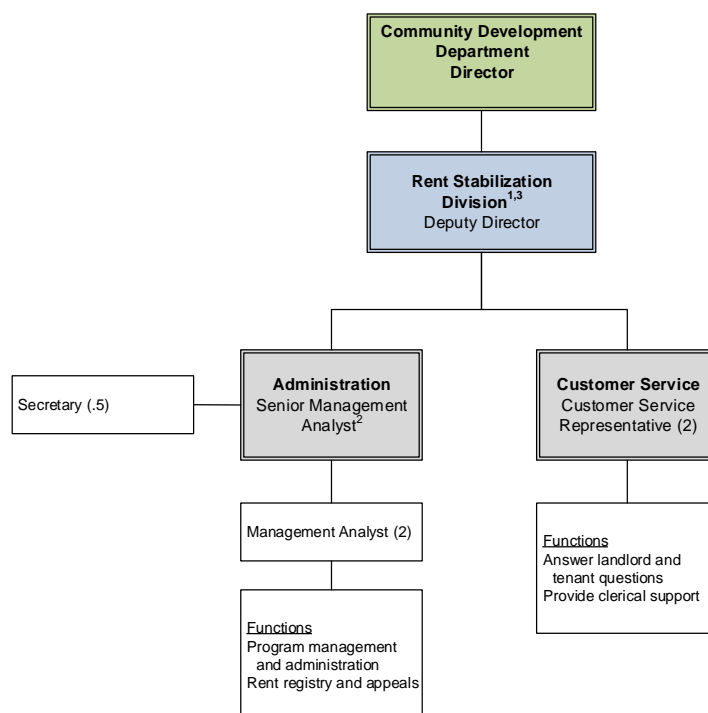 Community Development
Department
Director
Rent Stabilization
Division1,3
Deputy Director
Secretary (.5)
Administration
Senior Management
Analyst2
Customer Service
Customer Service
Representative (2)
Management Analyst (2)
Functions
Answer landlord and
tenant questions
Provide clerical support
Functions
Program management
and administration
Rent registry and appeals